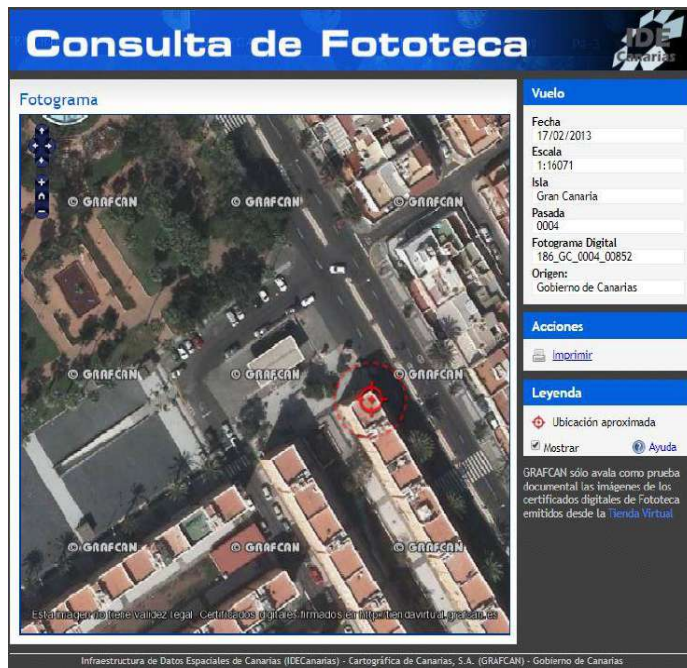 Consulta de Fototeca
IDE
Canarias
Fotograma
© GRAFCAN © GRAFCAN © GRAFCAN
© GRAFCAN © GRAFCAN © GRAFCAN
© GRAFCAN © GRAFCAN © GRAFCAN
Esta imagen no tiene validez legal. Certificados digitales firmados en http://tiendavirtual.grafcan.es
Vuelo
Fecha
17/02/2013
Escala
1:16071
Isla
Gran Canaria
Pasada
0004
Fotograma Digital
186_GC_0004_00852
Origen:
Gobierno de Canarias
Acciones
Imprimir
Leyenda
Ubicación aproximada
Mostrar Ayuda
GRAFCAN sólo avala como prueba
documental las imágenes de los
certificados digitales de Fototeca
emitidos desde la Tienda Virtual
Infraestructura de Datos Espaciales de Canarias (IDECanarias) - Cartográfica de Canarias, S.A. (GRAFCAN) - Gobierno de Canarias